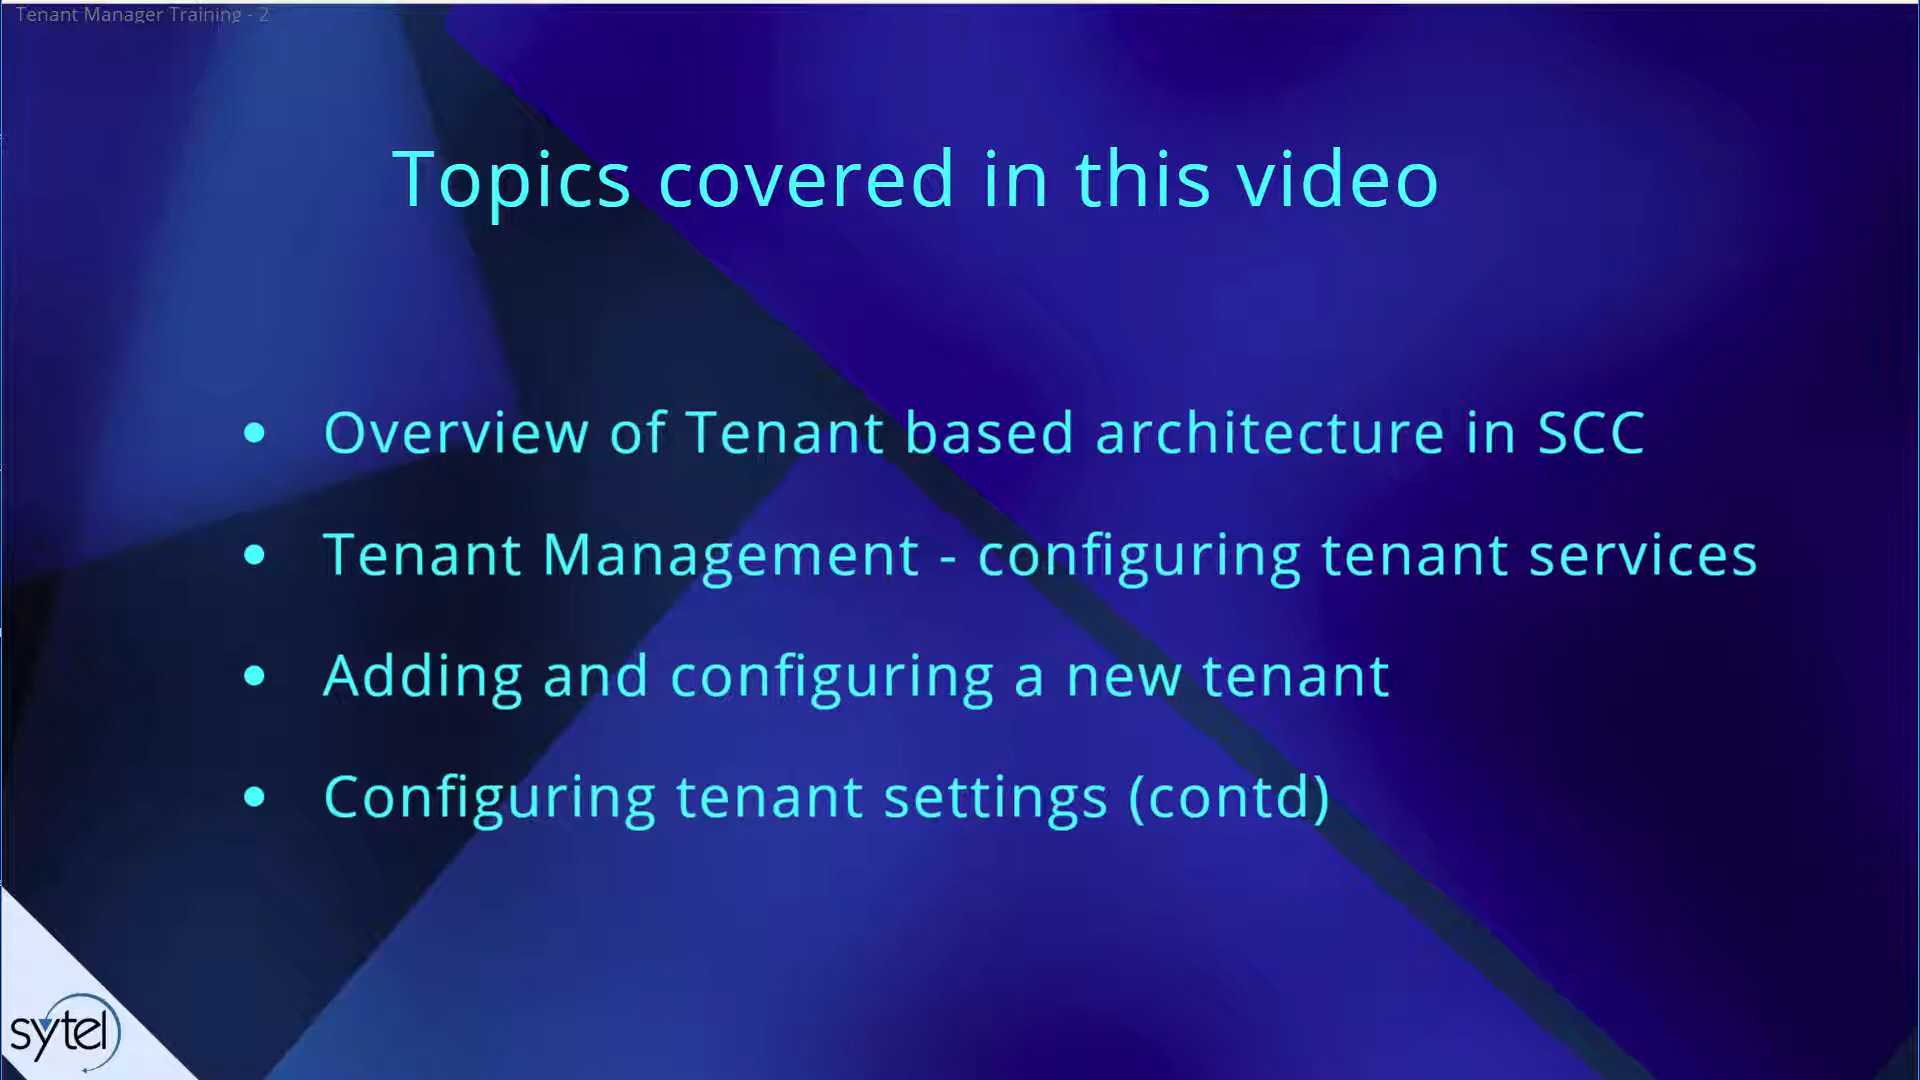 Tenant Manager Training - 2
Topics covered in this video
• Overview of Tenant based architecture in SCC
• Tenant Management - configuring tenant services
• Adding and configuring a new tenant
• Configuring tenant settings (contd)
sytel